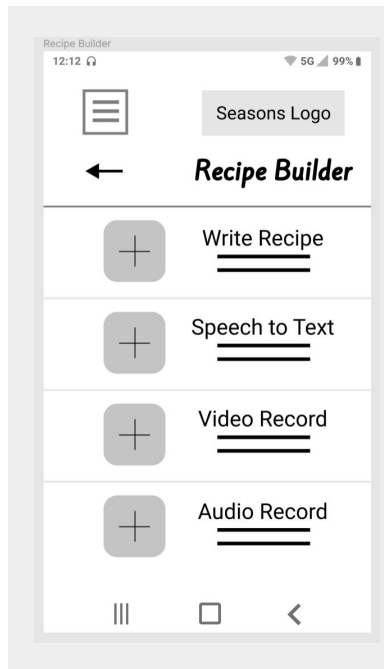 Recipe Builder
12:12 5G 99%
Seasons Logo
Recipe Builder
Write Recipe
Speech to Text
Video Record
Audio Record